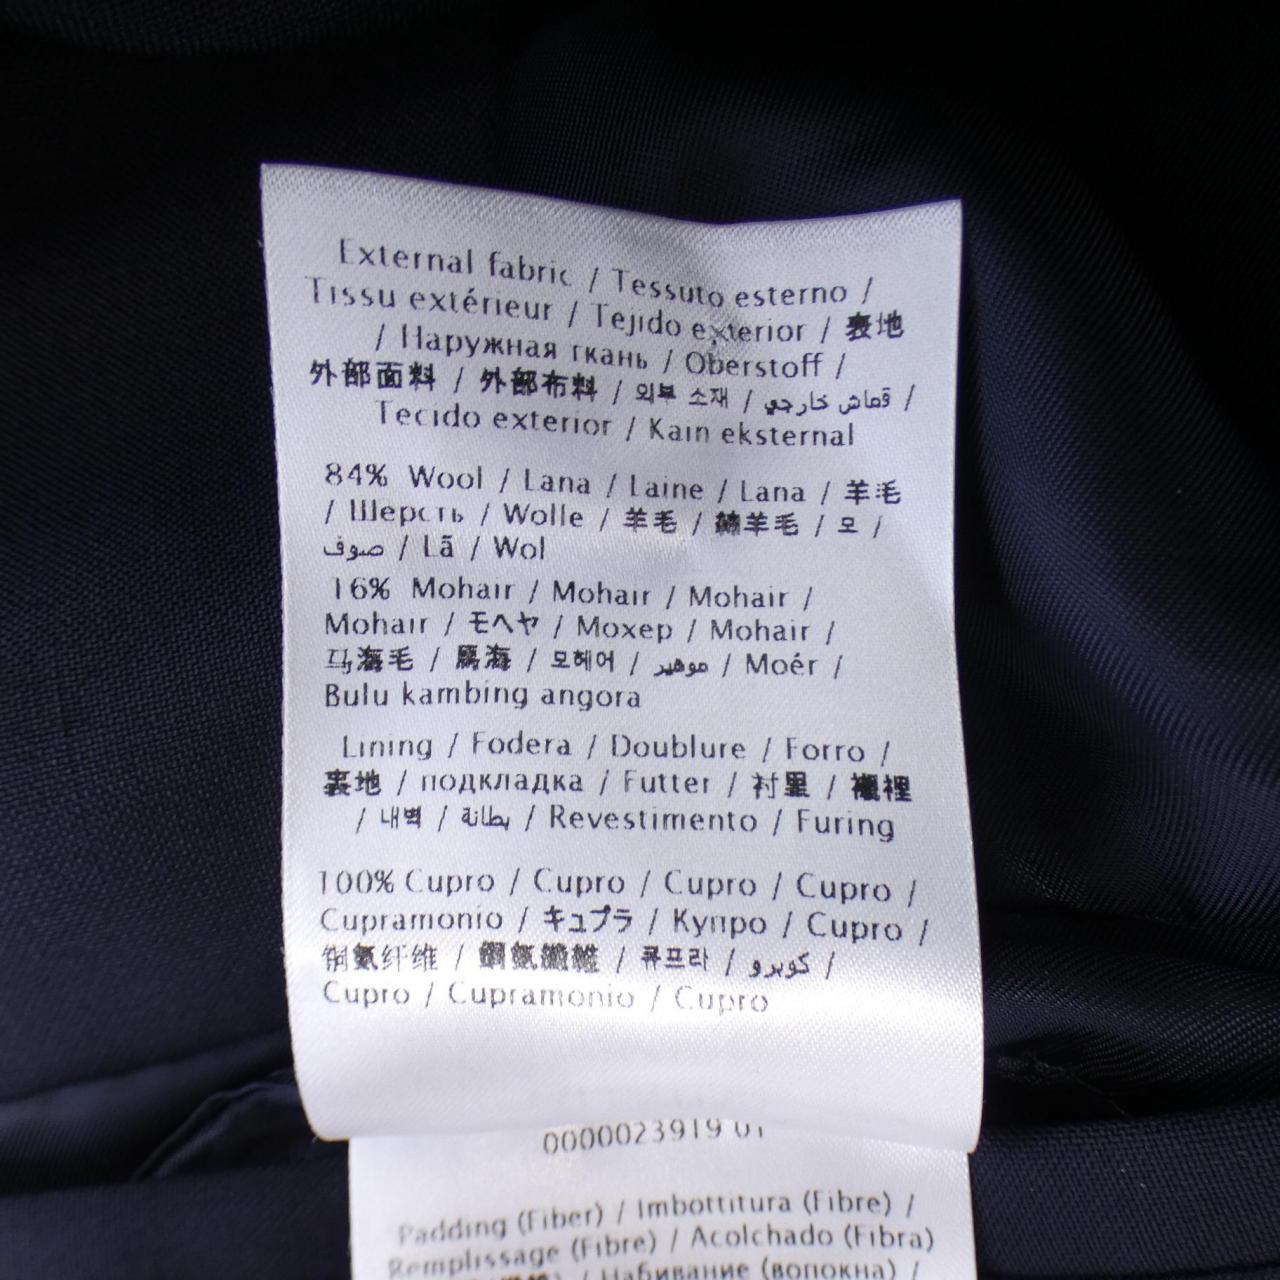 External fabric / Tessuto esterno /
Tissu extérieur / Tejido exterior / 表地
/ Наружная ткань / Oberstoff /
外部面料 / 外部布料 / 외부 소재 / قماش خارجي /
Tecido exterior / Kain eksternal
84% Wool / Lana / Laine / Lana / 羊毛
/ Шерсть / Wolle / 羊毛 / 綿羊毛 / 모 /
صوف / Lã / Wol
16% Mohair / Mohair / Mohair /
Mohair / モヘヤ / Мохер / Mohair /
马海毛 / 馬海 / 모헤어 / موهير / Moér /
Bulu kambing angora
Lining / Fodera / Doublure / Forro /
裏地 / подкладка / Futter / 衬里 / 襯裡
/ 내벽 / بطانة / Revestimento / Furing
100% Cupro / Cupro / Cupro / Cupro /
Cupramonio / キュプラ / Купро / Cupro /
铜氨纤维 / 銅氨纖維 / 큐프라 / كوبرو /
Cupro / Cupramonio / Cupro
0000023919 01
Padding (Fiber) / Imbottitura (Fibre) /
Remplissage (Fibre) / Acolchado (Fibra)
/ Набивание (волокна) /